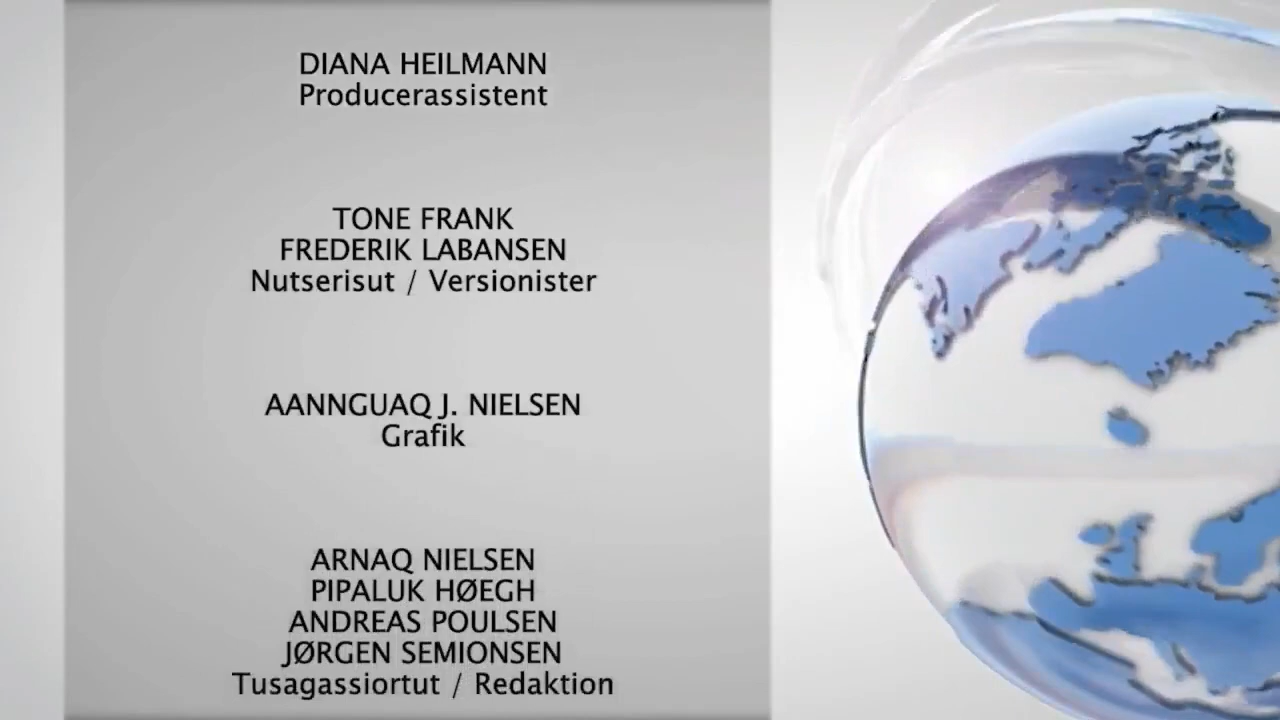 DIANA HEILMANN
Producerassistent
TONE FRANK
FREDERIK LABANSEN
Nutserisut / Versionister
AANNGUAQ J. NIELSEN
Grafik
ARNAQ NIELSEN
PIPALUK HØEGH
ANDREAS POULSEN
JØRGEN SEMIONSEN
Tusagassiortut / Redaktion